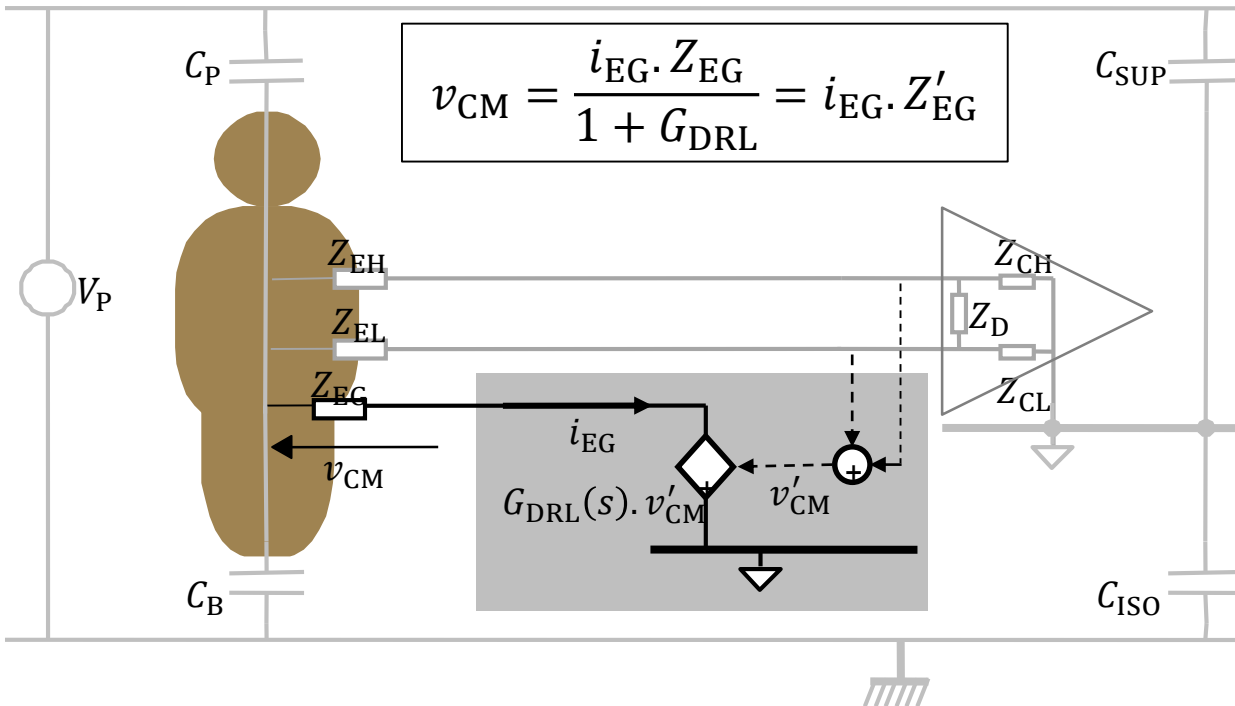 C_P
C_SUP
v_CM = i_EG . Z_EG / (1 + G_DRL) = i_EG . Z′_EG
Z_EH
Z_CH
V_P
Z_D
Z_EL
Z_EG
Z_CL
i_EG
v_CM
+
v′_CM
+
G_DRL(s). v′_CM
C_B
C_ISO